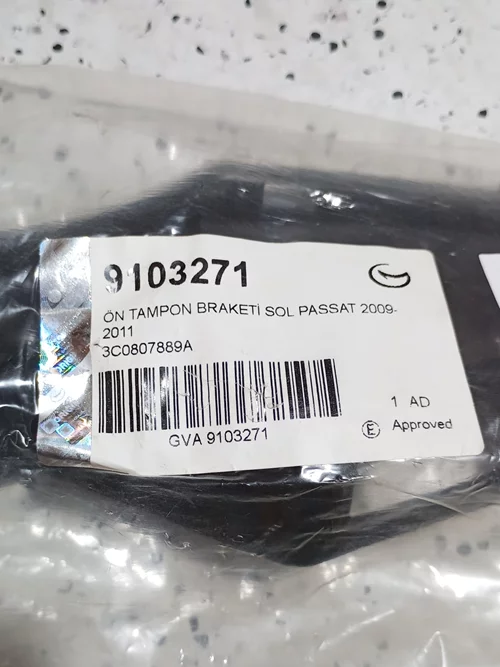 9103271
ÖN TAMPON BRAKETİ SOL PASSAT 2009-
2011
3C0807889A
GVA 9103271
1 AD
E Approved